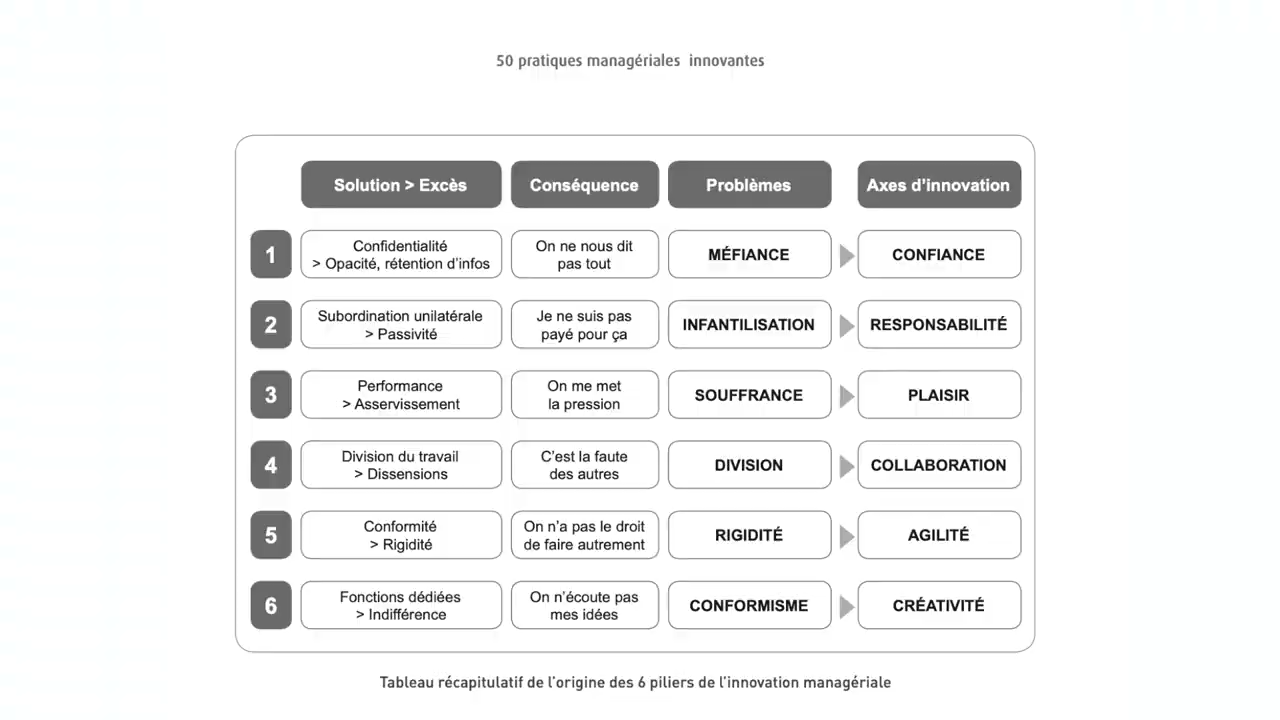 50 pratiques managériales innovantes
Solution > Excès
Conséquence
Problèmes
Axes d'innovation
1
Confidentialité
> Opacité, rétention d'infos
On ne nous dit
pas tout
MÉFIANCE
CONFIANCE
2
Subordination unilatérale
> Passivité
Je ne suis pas
payé pour ça
INFANTILISATION
RESPONSABILITÉ
3
Performance
> Asservissement
On me met
la pression
SOUFFRANCE
PLAISIR
4
Division du travail
> Dissensions
C'est la faute
des autres
DIVISION
COLLABORATION
5
Conformité
> Rigidité
On n'a pas le droit
de faire autrement
RIGIDITÉ
AGILITÉ
6
Fonctions dédiées
> Indifférence
On n'écoute pas
mes idées
CONFORMISME
CRÉATIVITÉ
Tableau récapitulatif de l'origine des 6 piliers de l'innovation managériale